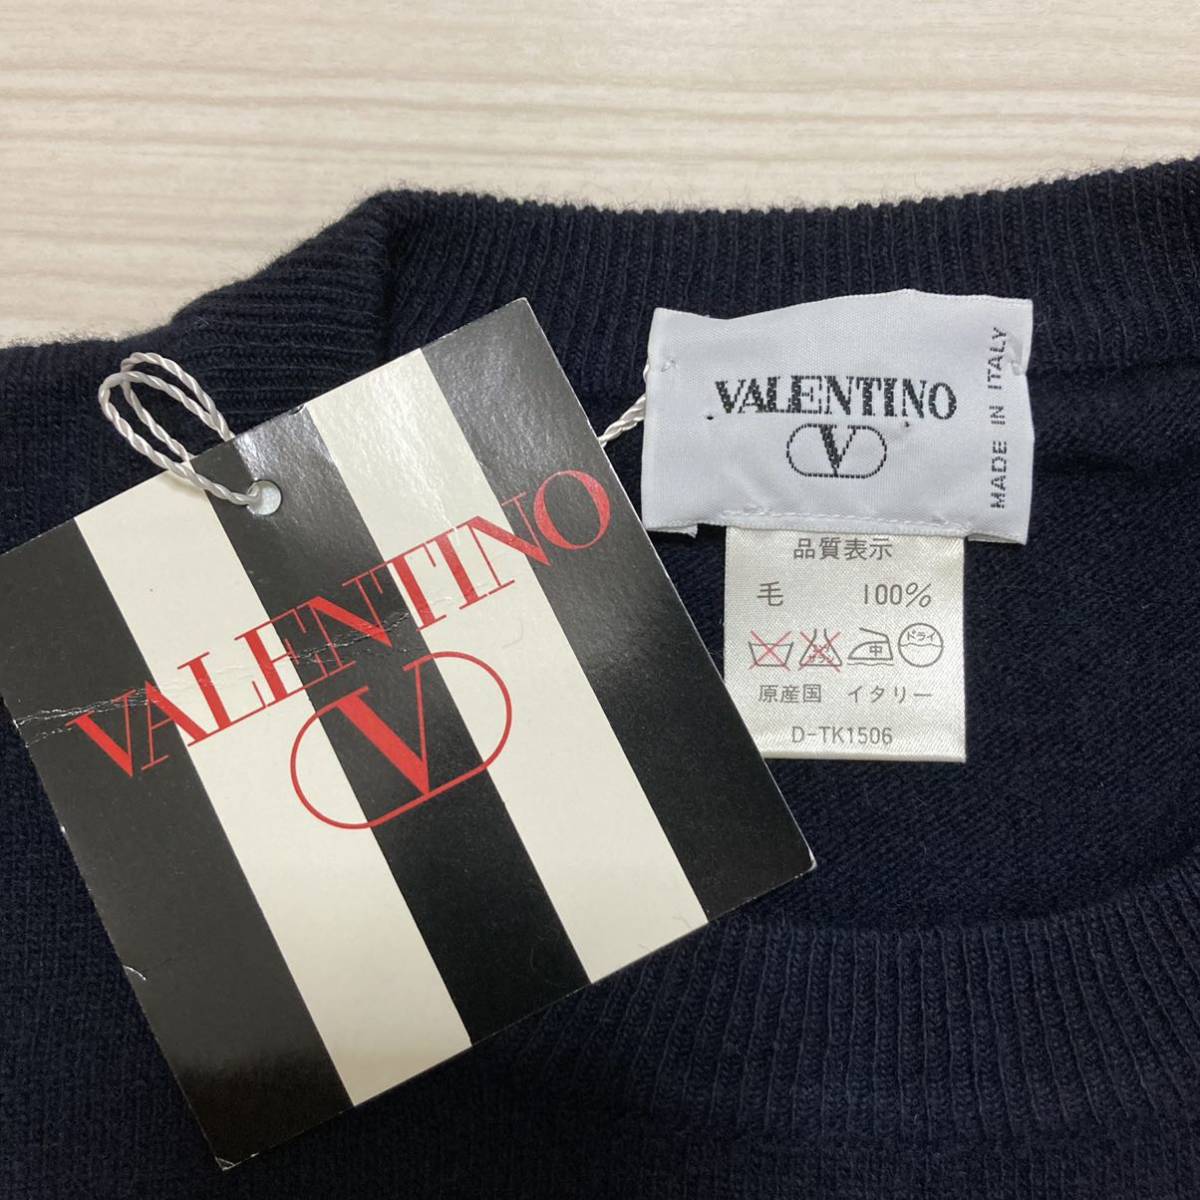 VALENTINO
V
VALENTINO
V
MADE IN ITALY
品質表示
毛 100%
中 ドライ
原産国 イタリー
D-TK1506